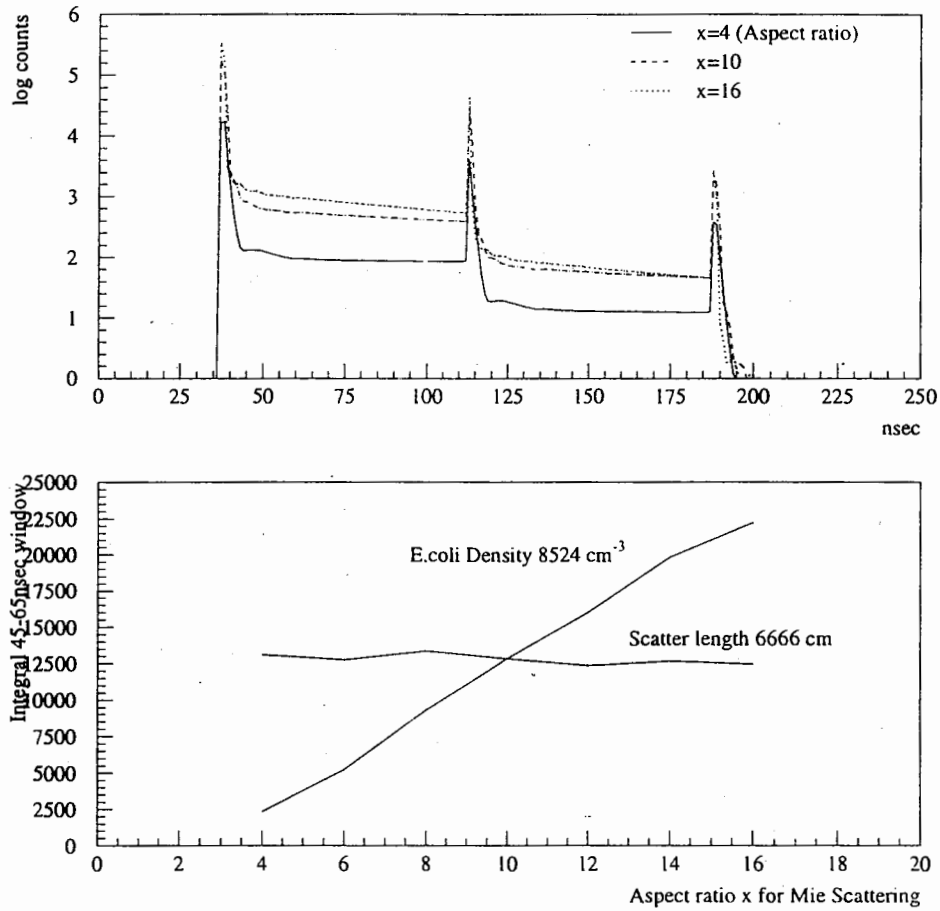 log counts
6
5
4
3
2
1
0
x=4 (Aspect ratio)
x=10
x=16
0 25 50 75 100 125 150 175 200 225 250
nsec
Integral 45-65nsec window
25000
22500
20000
17500
15000
12500
10000
7500
5000
2500
0
E.coli Density 8524 cm⁻³
Scatter length 6666 cm
0 2 4 6 8 10 12 14 16 18 20
Aspect ratio x for Mie Scattering